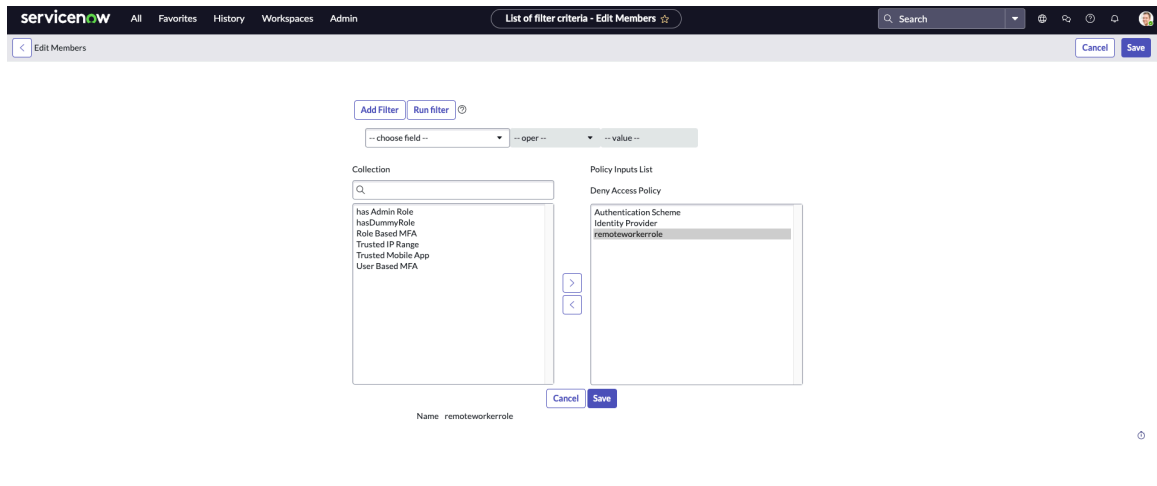 servicenow All Favorites History Workspaces Admin List of filter criteria - Edit Members Search
Edit Members Cancel Save
Add Filter Run filter
-- choose field -- -- oper -- -- value --
Collection Policy Inputs List
Deny Access Policy
has Admin Role
hasDummyRole
Role Based MFA
Trusted IP Range
Trusted Mobile App
User Based MFA
Authentication Scheme
Identity Provider
remoteworkerrole
Cancel Save
Name remoteworkerrole